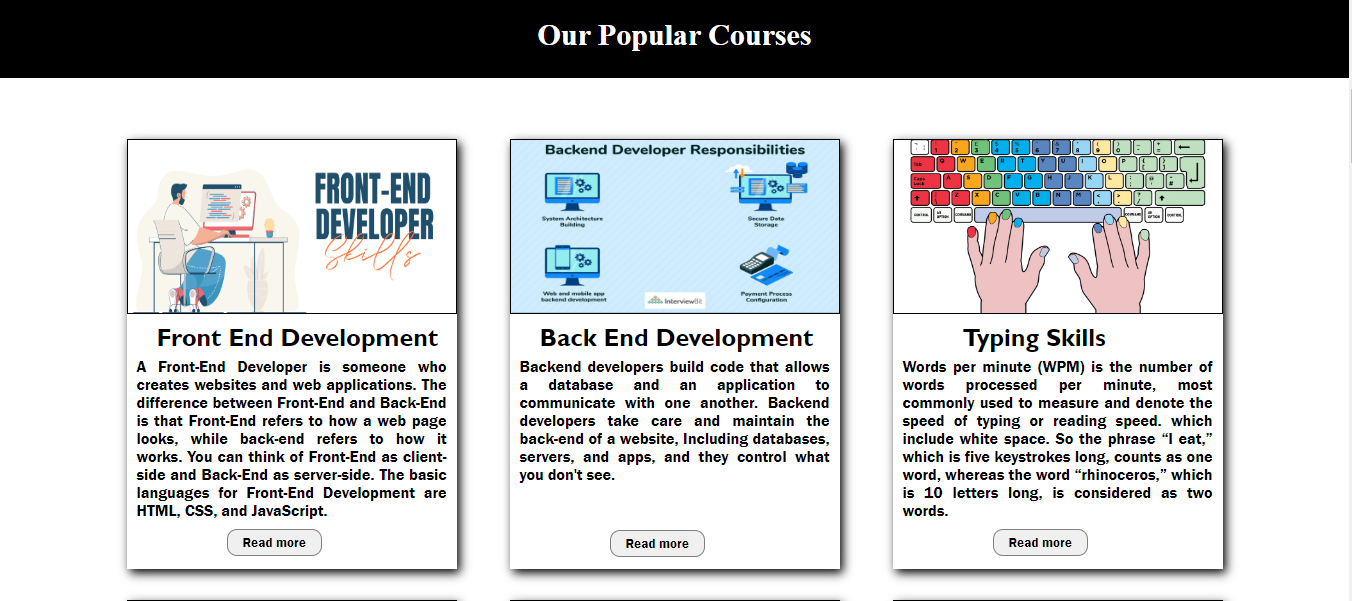 Our Popular Courses
FRONT-END
DEVELOPER
Skills
Front End Development
A Front-End Developer is someone who
creates websites and web applications. The
difference between Front-End and Back-End
is that Front-End refers to how a web page
looks, while back-end refers to how it
works. You can think of Front-End as client-
side and Back-End as server-side. The basic
languages for Front-End Development are
HTML, CSS, and JavaScript.
Read more
Backend Developer Responsibilities
System Architecture
Building
Secure Data
Storage
Web and mobile app
backend development
Payment Process
Configuration
InterviewBit
Back End Development
Backend developers build code that allows
a database and an application to
communicate with one another. Backend
developers take care and maintain the
back-end of a website, Including databases,
servers, and apps, and they control what
you don't see.
Read more
Q W E R T Y U I O P
A S D F G H J K L
Typing Skills
Words per minute (WPM) is the number of
words processed per minute, most
commonly used to measure and denote the
speed of typing or reading speed. which
include white space. So the phrase “I eat,”
which is five keystrokes long, counts as one
word, whereas the word “rhinoceros,” which
is 10 letters long, is considered as two
words.
Read more